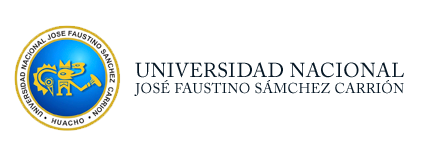 UNIVERSIDAD NACIONAL JOSE FAUSTINO SANCHEZ CARRION
• HUACHO •
UNIVERSIDAD NACIONAL
JOSÉ FAUSTINO SÁMCHEZ CARRIÓN